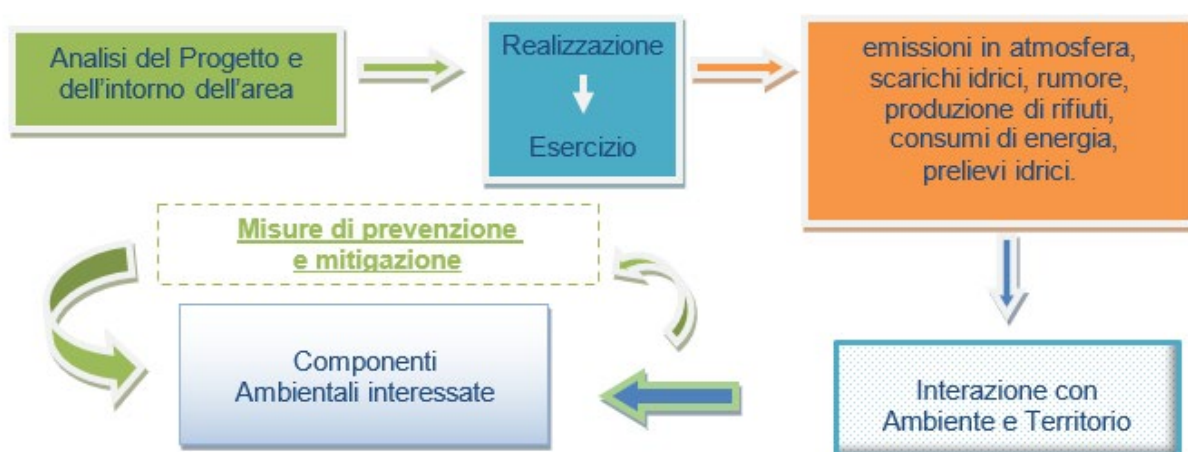 Analisi del Progetto e
dell'intorno dell'area
Realizzazione
Esercizio
emissioni in atmosfera,
scarichi idrici, rumore,
produzione di rifiuti,
consumi di energia,
prelievi idrici.
Misure di prevenzione
e mitigazione
Componenti
Ambientali interessate
Interazione con
Ambiente e Territorio